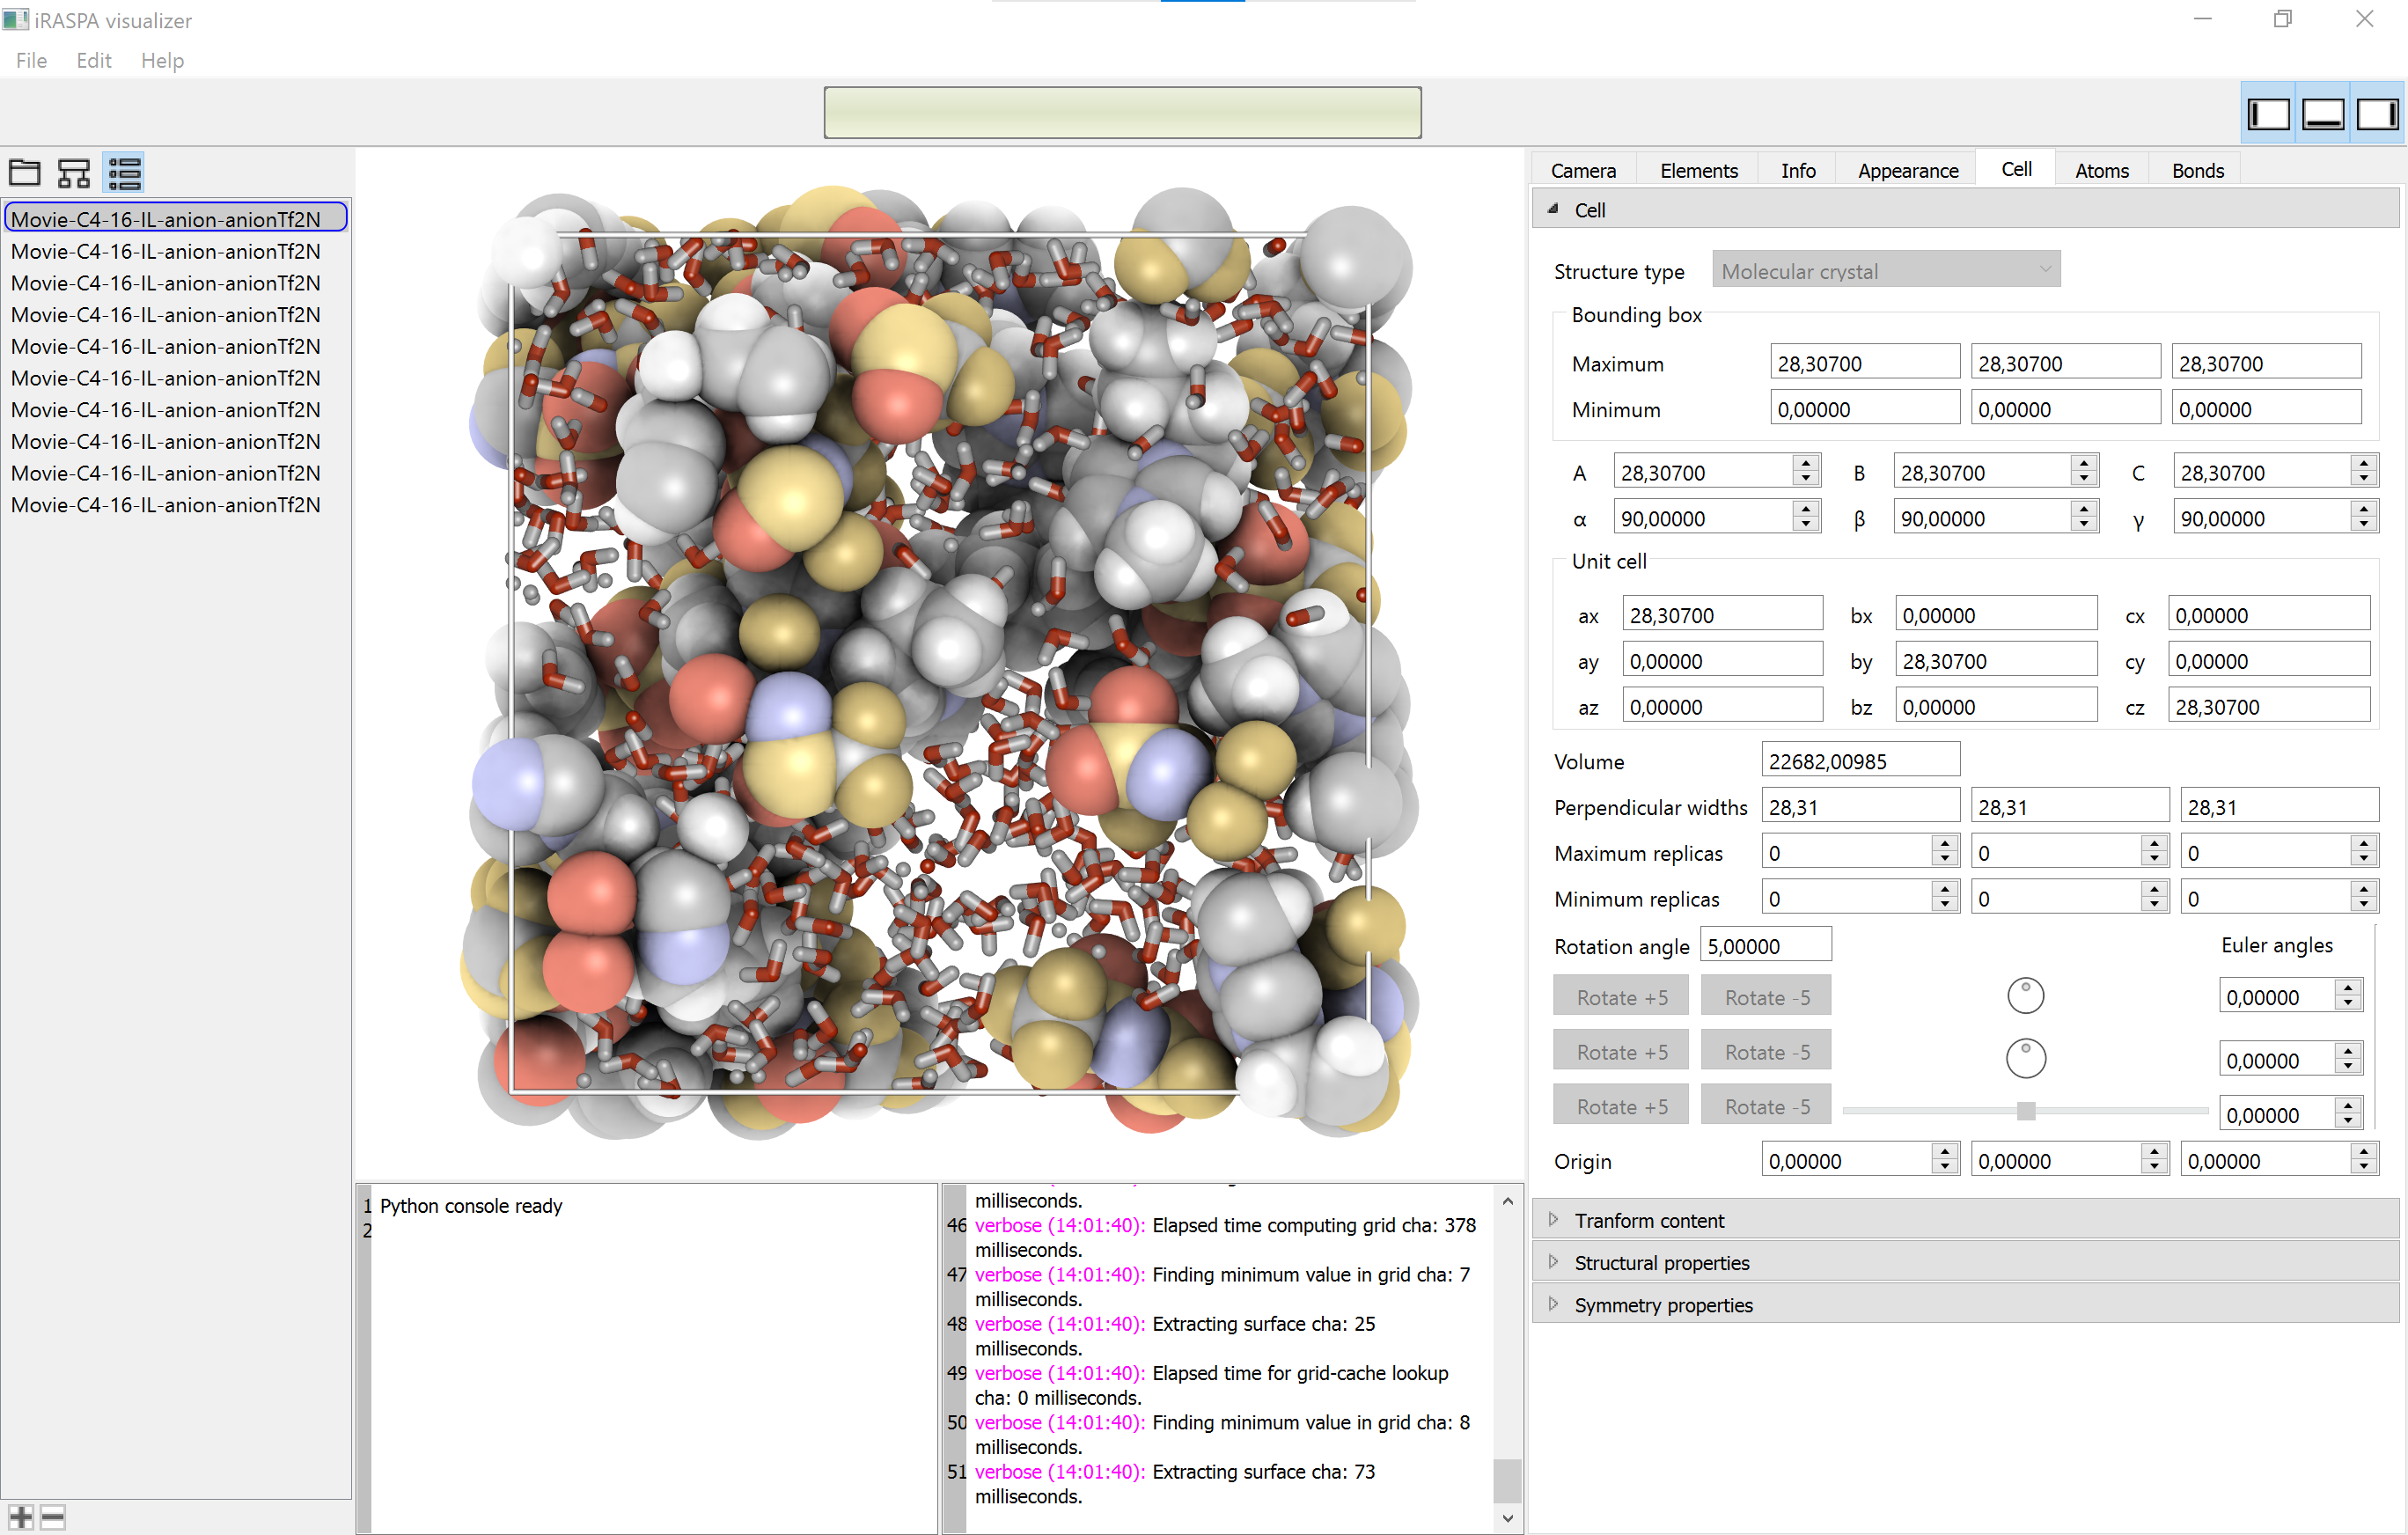 iRASPA visualizer
File Edit Help
Movie-C4-16-IL-anion-anionTf2N
Movie-C4-16-IL-anion-anionTf2N
Movie-C4-16-IL-anion-anionTf2N
Movie-C4-16-IL-anion-anionTf2N
Movie-C4-16-IL-anion-anionTf2N
Movie-C4-16-IL-anion-anionTf2N
Movie-C4-16-IL-anion-anionTf2N
Movie-C4-16-IL-anion-anionTf2N
Movie-C4-16-IL-anion-anionTf2N
Movie-C4-16-IL-anion-anionTf2N
1 Python console ready
2
milliseconds.
46 verbose (14:01:40): Elapsed time computing grid cha: 378
milliseconds.
47 verbose (14:01:40): Finding minimum value in grid cha: 7
milliseconds.
48 verbose (14:01:40): Extracting surface cha: 25
milliseconds.
49 verbose (14:01:40): Elapsed time for grid-cache lookup
cha: 0 milliseconds.
50 verbose (14:01:40): Finding minimum value in grid cha: 8
milliseconds.
51 verbose (14:01:40): Extracting surface cha: 73
milliseconds.
Camera Elements Info Appearance Cell Atoms Bonds
Cell
Structure type Molecular crystal
Bounding box
Maximum 28,30700 28,30700 28,30700
Minimum 0,00000 0,00000 0,00000
A 28,30700 B 28,30700 C 28,30700
α 90,00000 β 90,00000 γ 90,00000
Unit cell
ax 28,30700 bx 0,00000 cx 0,00000
ay 0,00000 by 28,30700 cy 0,00000
az 0,00000 bz 0,00000 cz 28,30700
Volume 22682,00985
Perpendicular widths 28,31 28,31 28,31
Maximum replicas 0 0 0
Minimum replicas 0 0 0
Rotation angle 5,00000 Euler angles
Rotate +5 Rotate -5 0,00000
Rotate +5 Rotate -5 0,00000
Rotate +5 Rotate -5 0,00000
Origin 0,00000 0,00000 0,00000
Tranform content
Structural properties
Symmetry properties